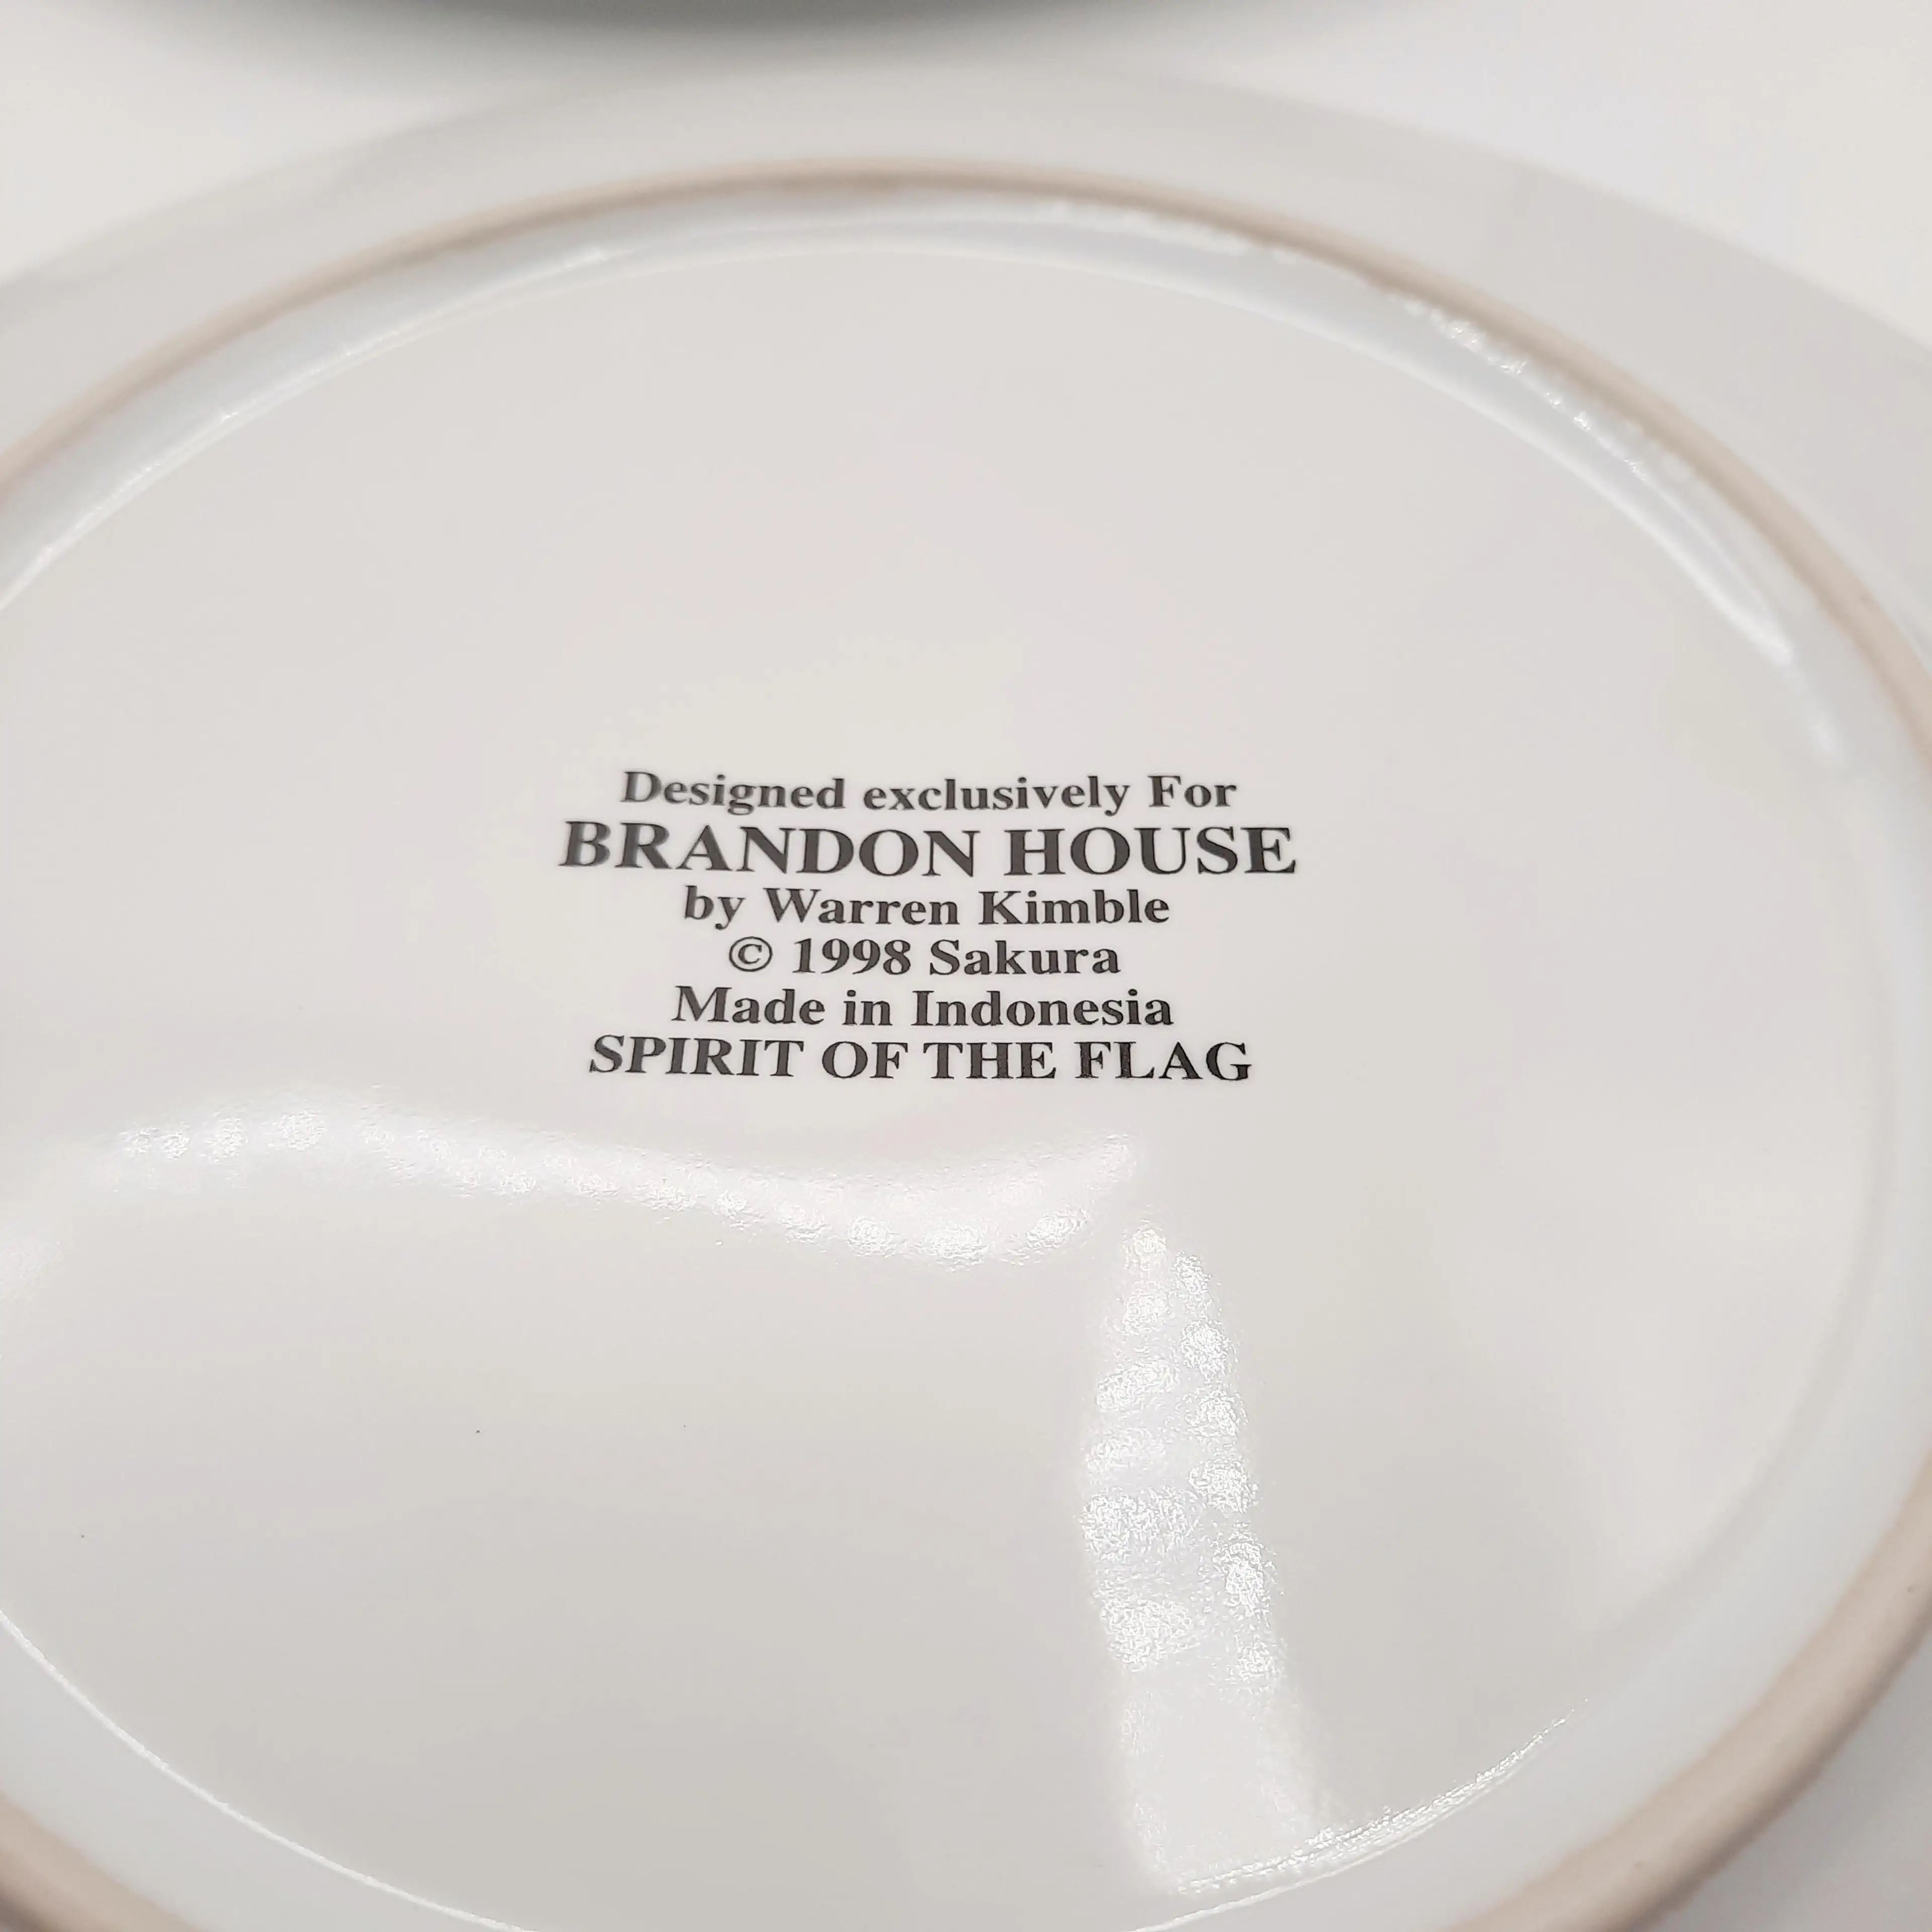 Designed exclusively For
BRANDON HOUSE
by Warren Kimble
© 1998 Sakura
Made in Indonesia
SPIRIT OF THE FLAG